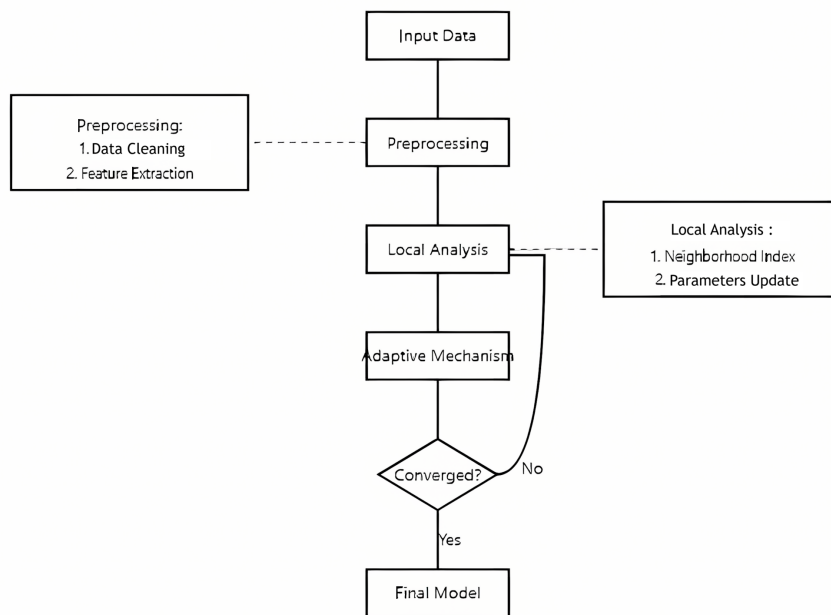 Input Data
Preprocessing:
1. Data Cleaning
2. Feature Extraction
Preprocessing
Local Analysis
Local Analysis :
1. Neighborhood Index
2. Parameters Update
Adaptive Mechanism
Converged?
No
Yes
Final Model